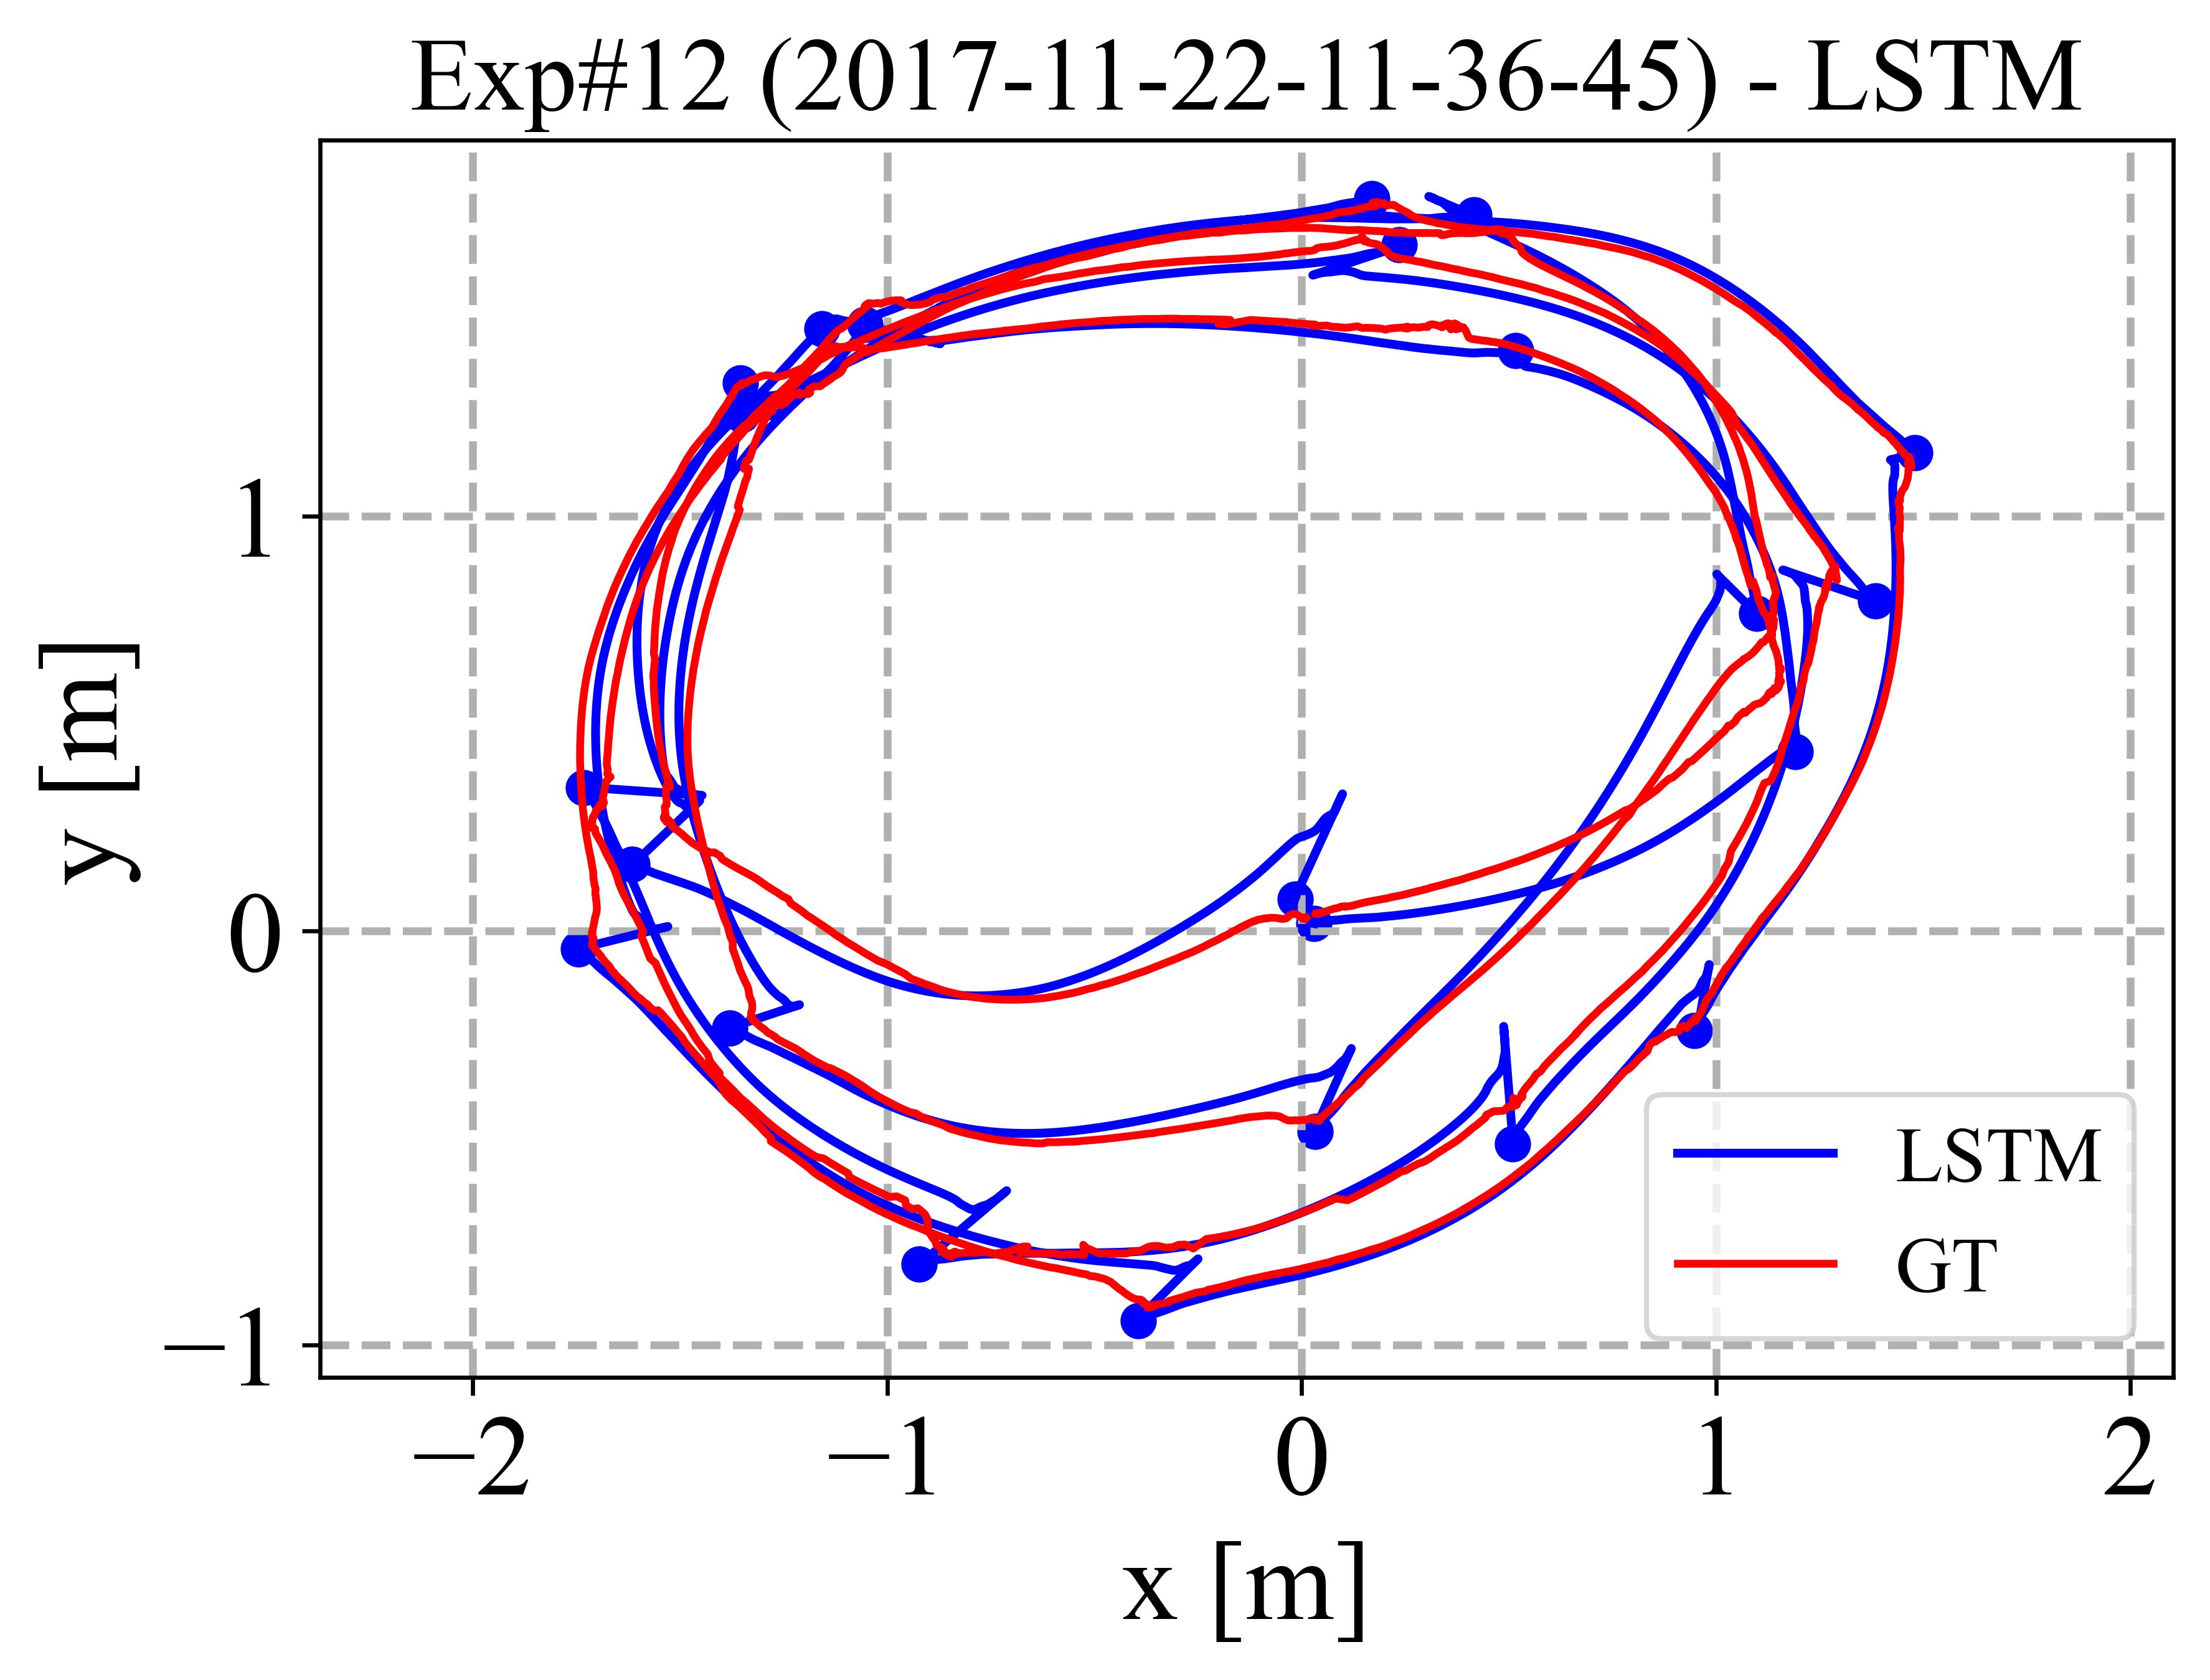 Exp#12 (2017-11-22-11-36-45) - LSTM
y [m]
1
0
−1
−2
−1
0
1
2
x [m]
LSTM
GT